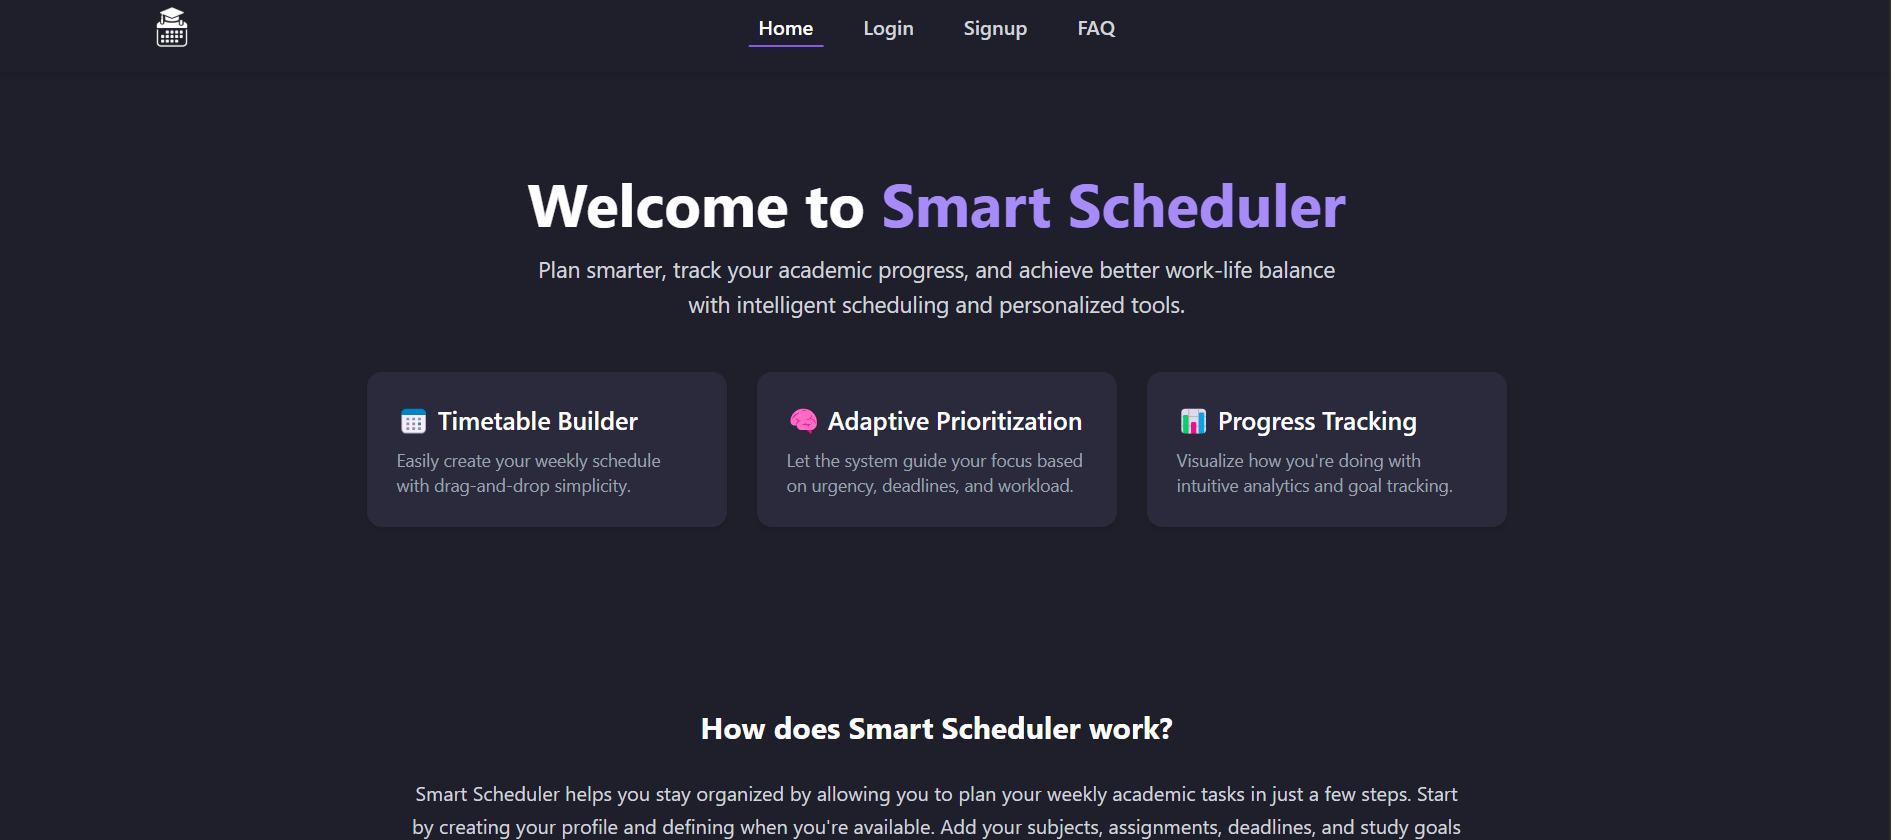 Home Login Signup FAQ
Welcome to Smart Scheduler
Plan smarter, track your academic progress, and achieve better work-life balance
with intelligent scheduling and personalized tools.
Timetable Builder
Easily create your weekly schedule
with drag-and-drop simplicity.
Adaptive Prioritization
Let the system guide your focus based
on urgency, deadlines, and workload.
Progress Tracking
Visualize how you're doing with
intuitive analytics and goal tracking.
How does Smart Scheduler work?
Smart Scheduler helps you stay organized by allowing you to plan your weekly academic tasks in just a few steps. Start
by creating your profile and defining when you're available. Add your subjects, assignments, deadlines, and study goals